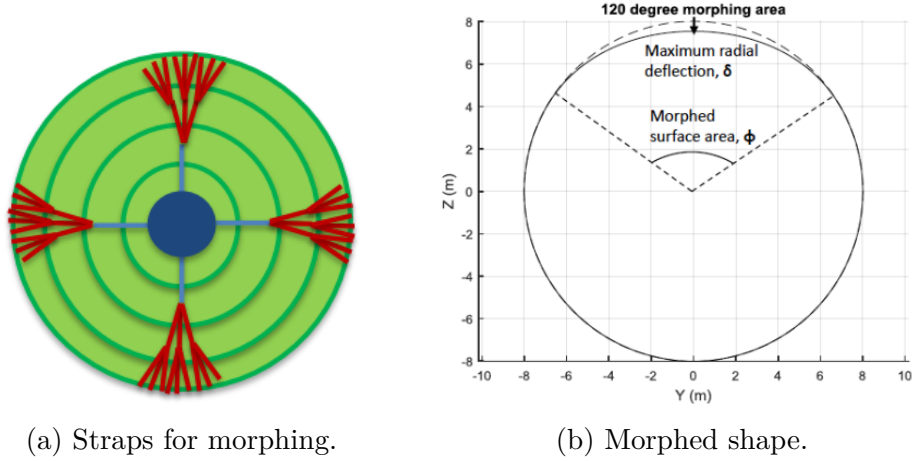 120 degree morphing area
8
6
4
2
0
-2
-4
-6
-8
Z (m)
Maximum radial
deflection, δ
Morphed
surface area, ϕ
-10 -8 -6 -4 -2 0 2 4 6 8 10
Y (m)
(a) Straps for morphing.
(b) Morphed shape.